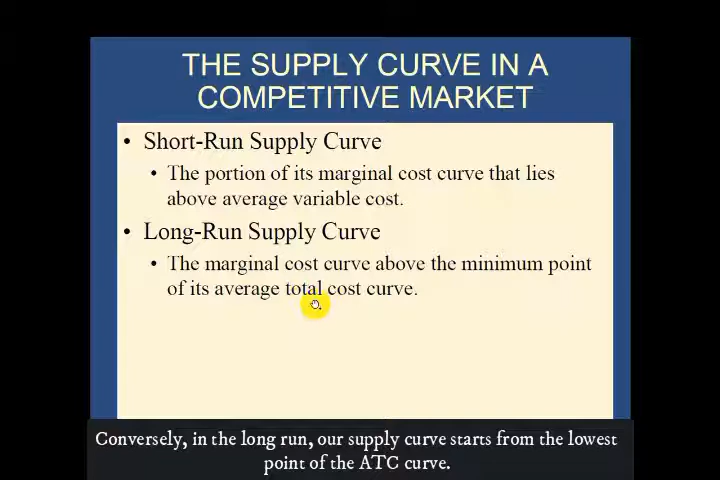 THE SUPPLY CURVE IN A
COMPETITIVE MARKET
• Short-Run Supply Curve
• The portion of its marginal cost curve that lies
above average variable cost.
• Long-Run Supply Curve
• The marginal cost curve above the minimum point
of its average total cost curve.
Conversely, in the long run, our supply curve starts from the lowest
point of the ATC curve.